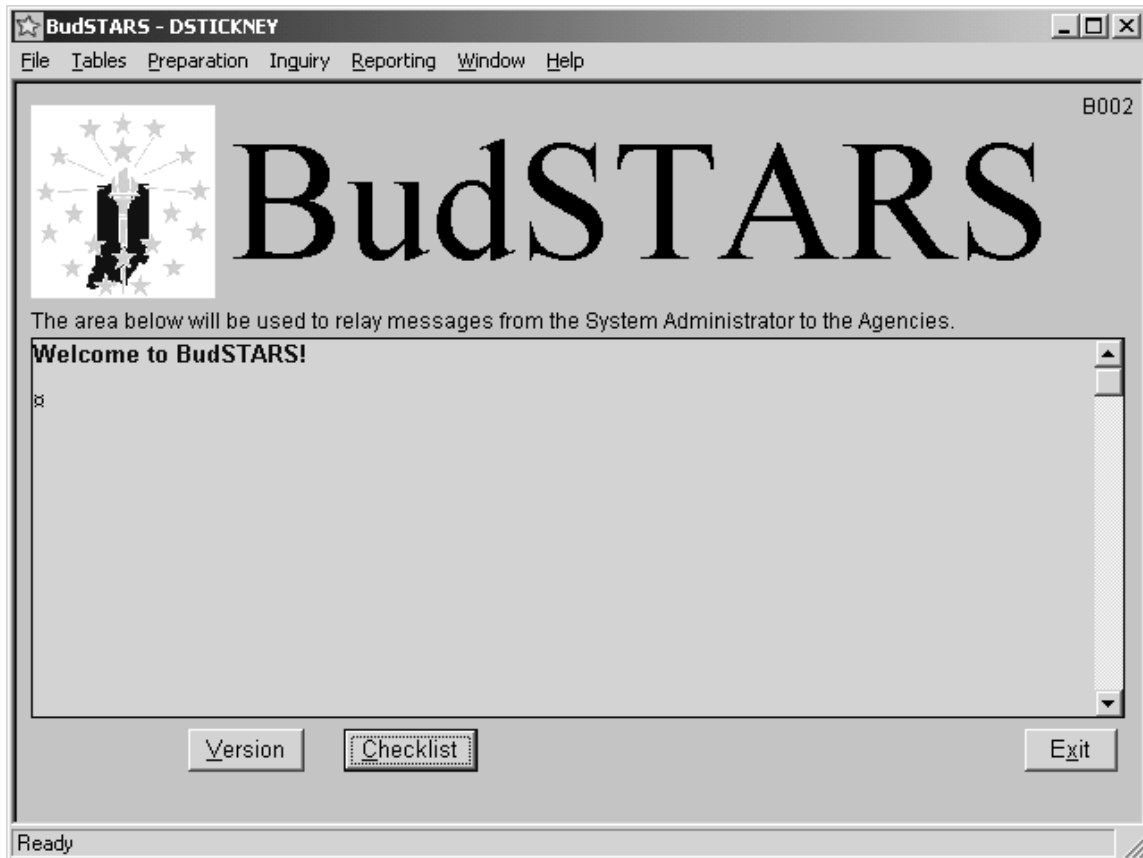 BudSTARS - DSTICKNEY
File Tables Preparation Inquiry Reporting Window Help
B002
BudSTARS
The area below will be used to relay messages from the System Administrator to the Agencies.
Welcome to BudSTARS!
¤
Version Checklist Exit
Ready